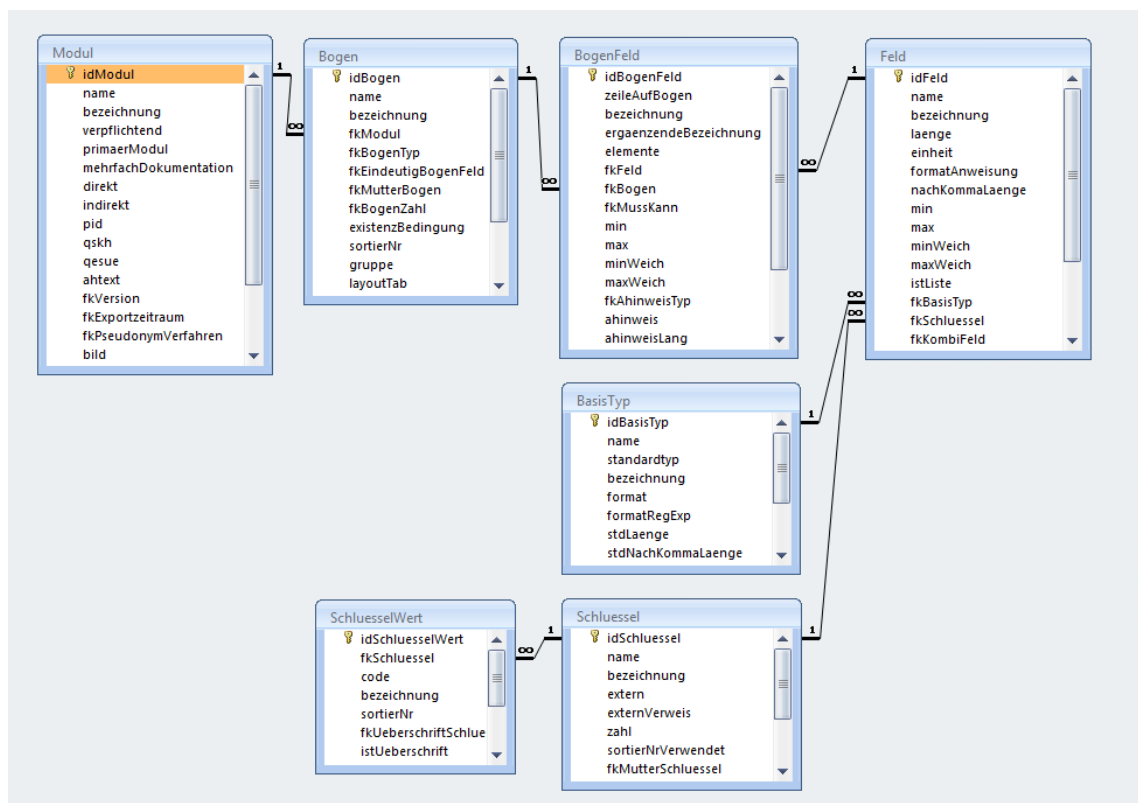 Modul
idModul
name
bezeichnung
verpflichtend
primaerModul
mehrfachDokumentation
direkt
indirekt
pid
qskh
qesue
ahtext
fkVersion
fkExportzeitraum
fkPseudonymVerfahren
bild
1
∞
Bogen
idBogen
name
bezeichnung
fkModul
fkBogenTyp
fkEindeutigBogenFeld
fkMutterBogen
fkBogenZahl
existenzBedingung
sortierNr
gruppe
layoutTab
1
∞
BogenFeld
idBogenFeld
zeileAufBogen
bezeichnung
ergaenzendeBezeichnung
elemente
fkFeld
fkBogen
fkMussKann
min
max
minWeich
maxWeich
fkAhinweisTyp
ahinweis
ahinweisLang
∞
1
Feld
idFeld
name
bezeichnung
laenge
einheit
formatAnweisung
nachKommaLaenge
min
max
minWeich
maxWeich
istListe
fkBasisTyp
fkSchluessel
fkKombiFeld
∞
∞
BasisTyp
idBasisTyp
name
standardtyp
bezeichnung
format
formatRegExp
stdLaenge
stdNachKommaLaenge
1
SchluesselWert
idSchluesselWert
fkSchluessel
code
bezeichnung
sortierNr
fkUeberschriftSchlue
istUeberschrift
∞
1
Schluessel
idSchluessel
name
bezeichnung
extern
externVerweis
zahl
sortierNrVerwendet
fkMutterSchluessel
1